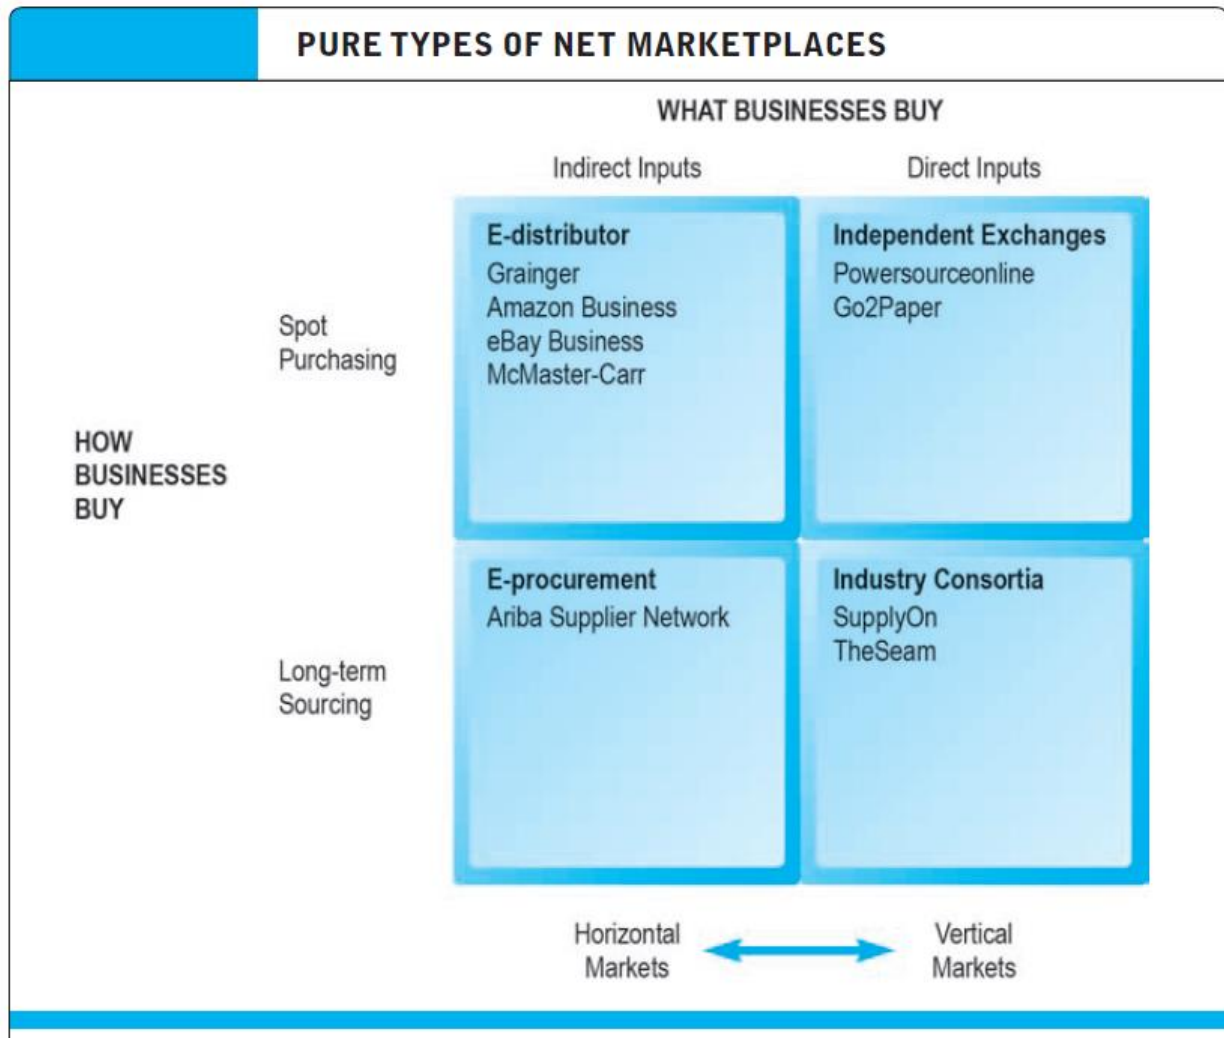 PURE TYPES OF NET MARKETPLACES
WHAT BUSINESSES BUY
Indirect Inputs
Direct Inputs
HOW
BUSINESSES
BUY
Spot
Purchasing
E-distributor
Grainger
Amazon Business
eBay Business
McMaster-Carr
Independent Exchanges
Powersourceonline
Go2Paper
Long-term
Sourcing
E-procurement
Ariba Supplier Network
Industry Consortia
SupplyOn
TheSeam
Horizontal
Markets
Vertical
Markets